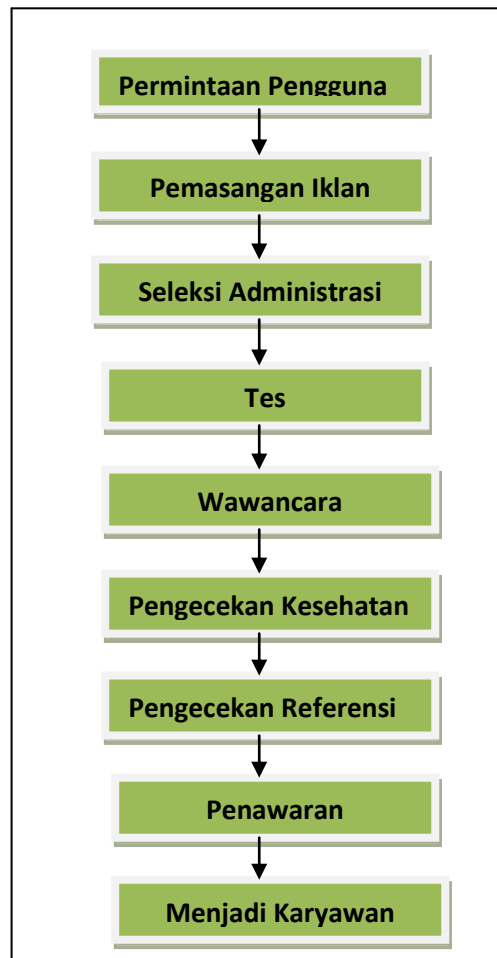 Permintaan Pengguna
Pemasangan Iklan
Seleksi Administrasi
Tes
Wawancara
Pengecekan Kesehatan
Pengecekan Referensi
Penawaran
Menjadi Karyawan